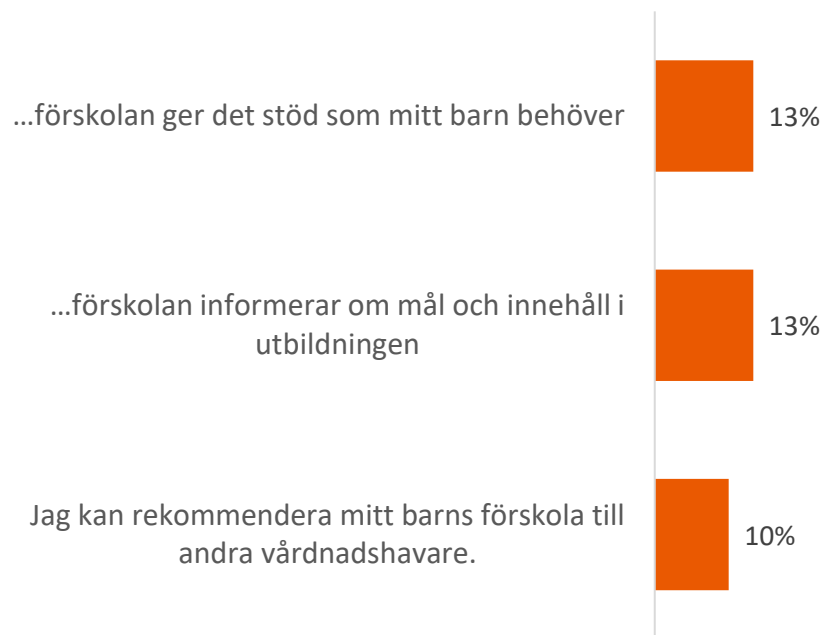 ...förskolan ger det stöd som mitt barn behöver
13%
...förskolan informerar om mål och innehåll i
utbildningen
13%
Jag kan rekommendera mitt barns förskola till
andra vårdnadshavare.
10%